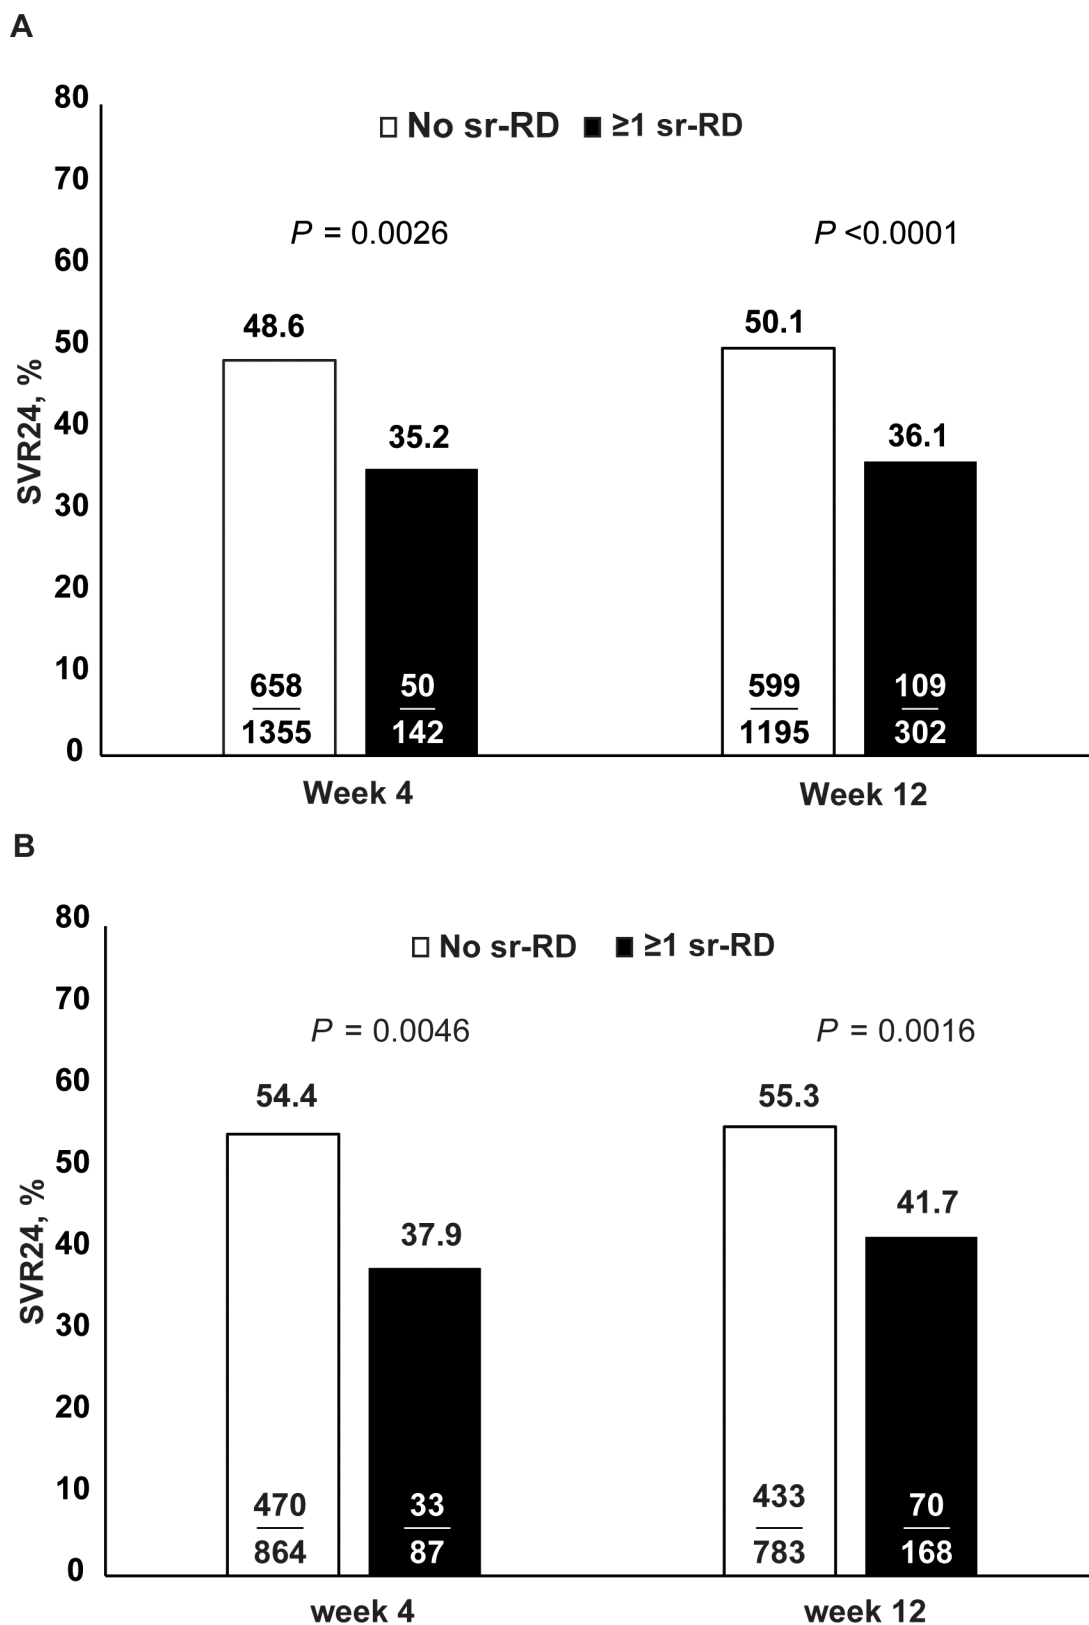 A
80
No sr-RD ≥1 sr-RD
70
P = 0.0026 P <0.0001
60
48.6 50.1
50
SVR24, %
40
35.2 36.1
30
20
10
658 50 599 109
1355 142 1195 302
0
Week 4 Week 12
B
80
No sr-RD ≥1 sr-RD
70
P = 0.0046 P = 0.0016
60
54.4 55.3
50
SVR24, %
41.7
40
37.9
30
20
10
470 33 433 70
864 87 783 168
0
week 4 week 12